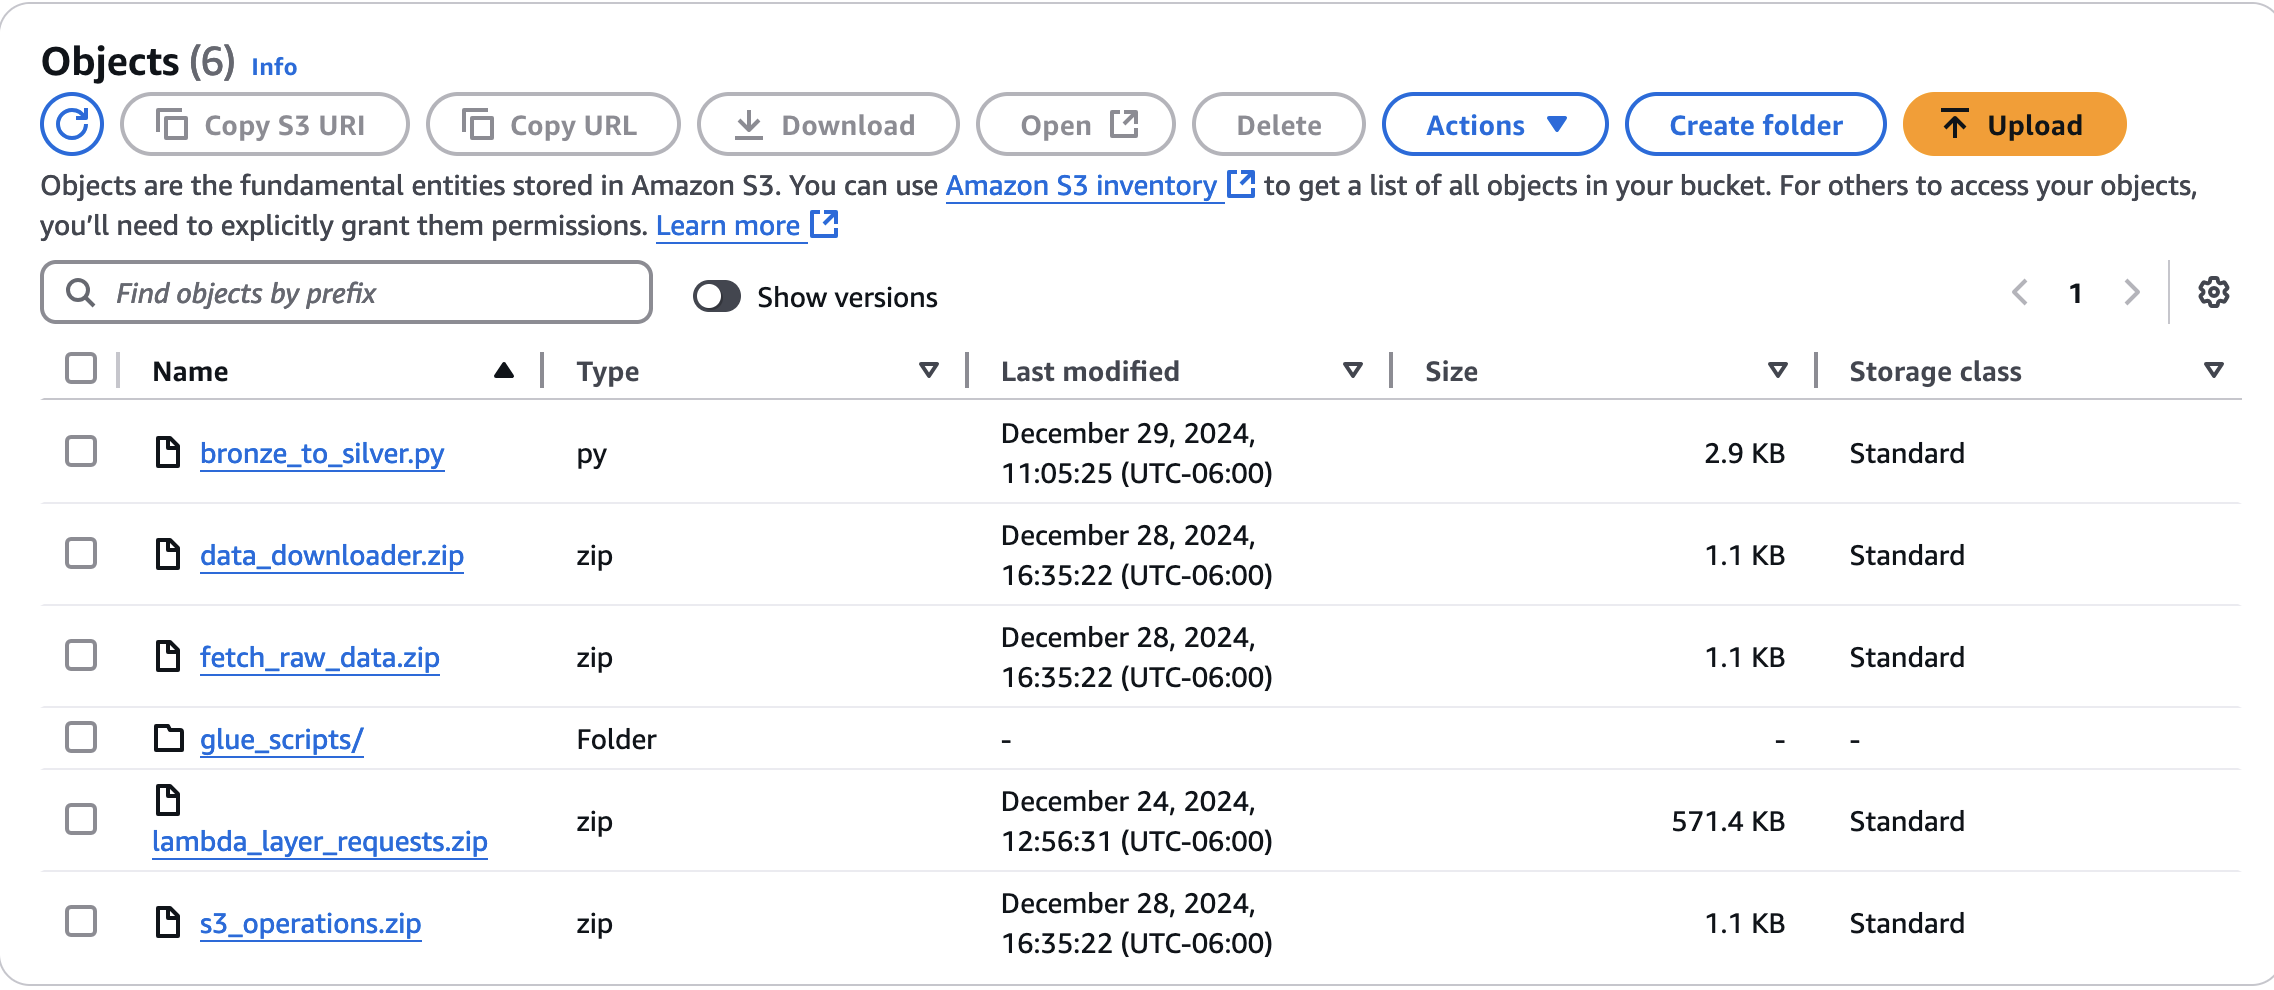 Objects (6) Info
Copy S3 URI Copy URL Download Open Delete Actions Create folder Upload
Objects are the fundamental entities stored in Amazon S3. You can use Amazon S3 inventory to get a list of all objects in your bucket. For others to access your objects,
you’ll need to explicitly grant them permissions. Learn more
Find objects by prefix Show versions 1
Name Type Last modified Size Storage class
bronze_to_silver.py py December 29, 2024, 2.9 KB Standard
11:05:25 (UTC-06:00)
data_downloader.zip zip December 28, 2024, 1.1 KB Standard
16:35:22 (UTC-06:00)
fetch_raw_data.zip zip December 28, 2024, 1.1 KB Standard
16:35:22 (UTC-06:00)
glue_scripts/ Folder - - -
lambda_layer_requests.zip zip December 24, 2024, 571.4 KB Standard
12:56:31 (UTC-06:00)
s3_operations.zip zip December 28, 2024, 1.1 KB Standard
16:35:22 (UTC-06:00)